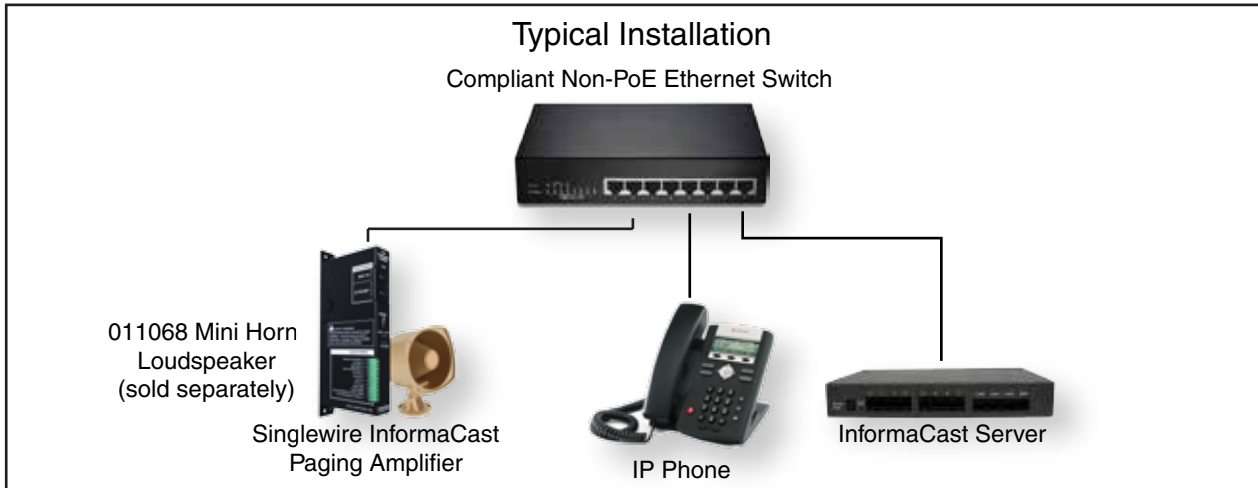 Typical Installation
Compliant Non-PoE Ethernet Switch
011068 Mini Horn
Loudspeaker
(sold separately)
Singlewire InformaCast
Paging Amplifier
IP Phone
InformaCast Server